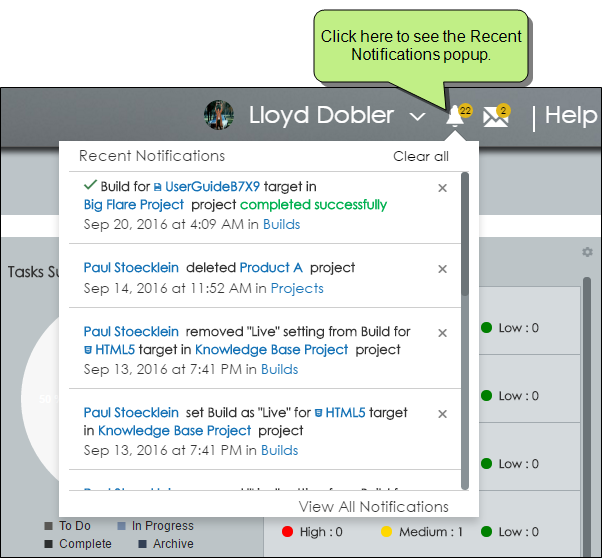 Click here to see the Recent
Notifications popup.
Lloyd Dobler
22
2
Help
Recent Notifications
Clear all
Build for UserGuideB7X9 target in
Big Flare Project project completed successfully
Sep 20, 2016 at 4:09 AM in Builds
Tasks Su
Paul Stoecklein deleted Product A project
Sep 14, 2016 at 11:52 AM in Projects
Paul Stoecklein removed "Live" setting from Build for
HTML5 target in Knowledge Base Project project
Sep 13, 2016 at 7:41 PM in Builds
Low : 0
Low : 0
Paul Stoecklein set Build as "Live" for HTML5 target
in Knowledge Base Project project
Sep 13, 2016 at 7:41 PM in Builds
Low : 0
Low : 0
View All Notifications
To Do
In Progress
Complete
Archive
High : 0
Medium : 1
Low : 0